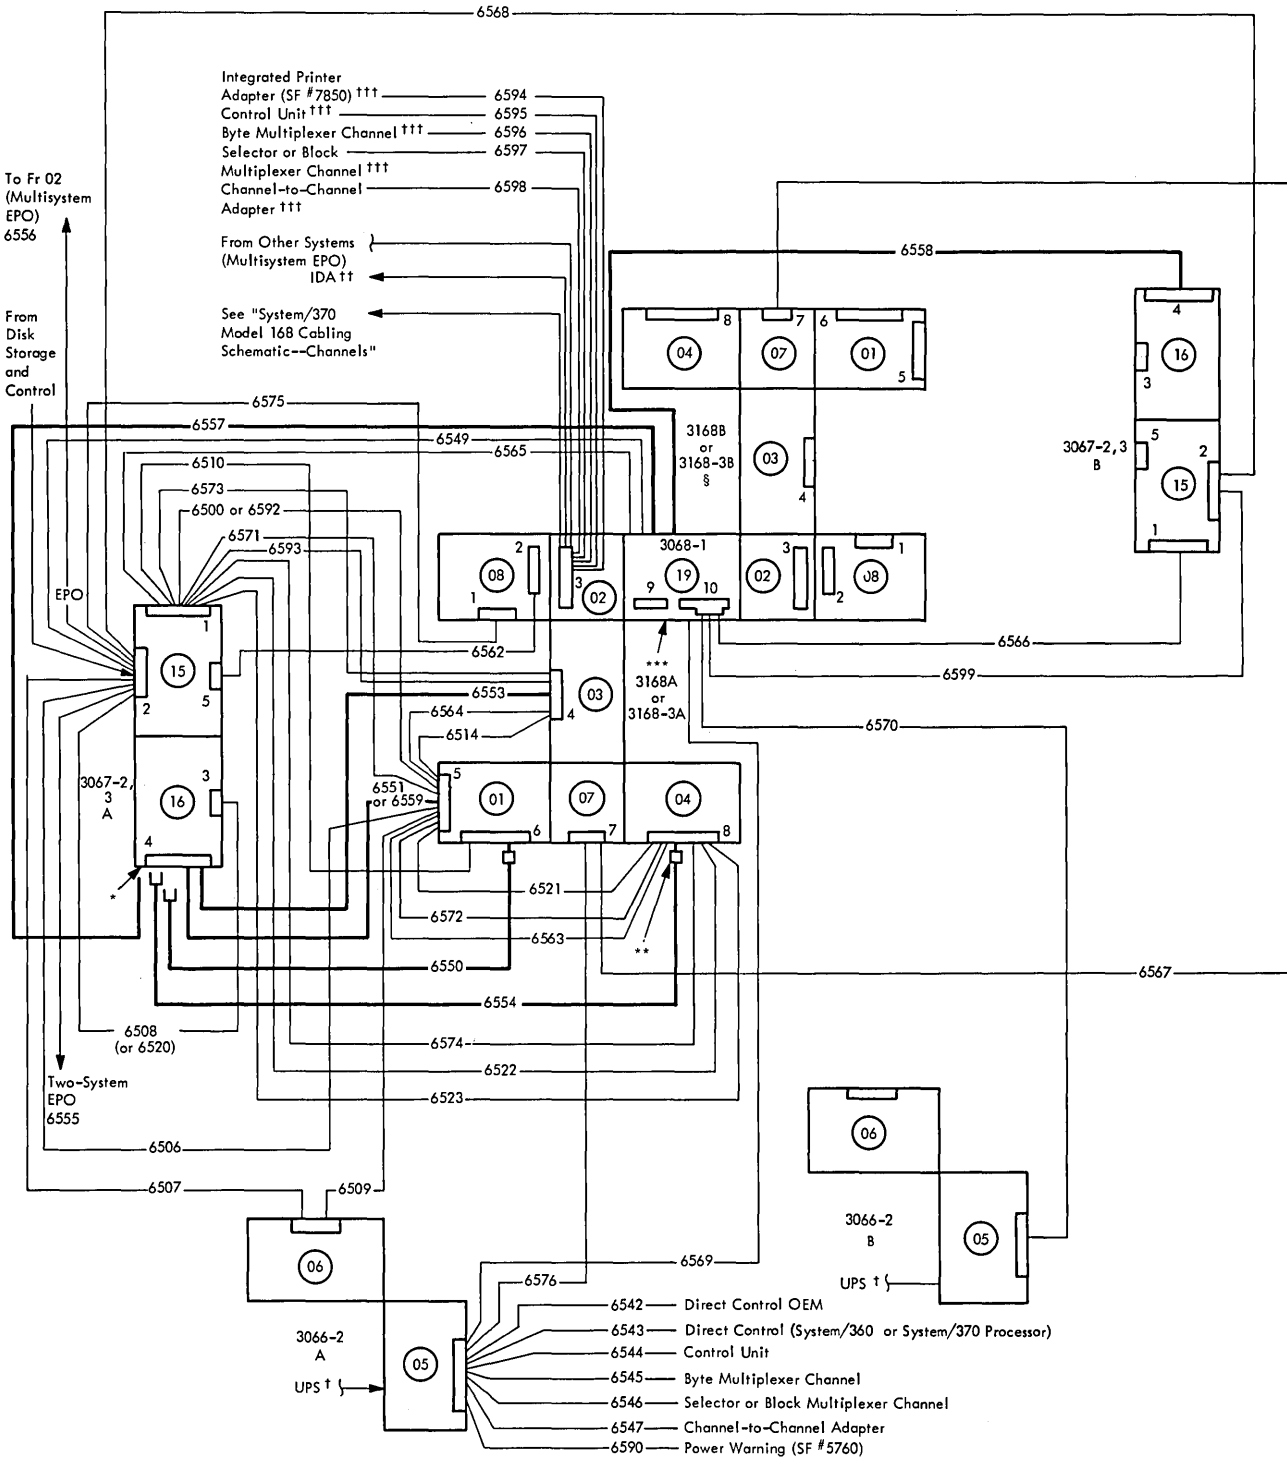 6568
Integrated Printer
Adapter (SF #7850) ††† 6594
Control Unit ††† 6595
Byte Multiplexer Channel ††† 6596
Selector or Block 6597
Multiplexer Channel †††
Channel-to-Channel 6598
Adapter †††
To Fr 02
(Multisystem
EPO)
6556
From Other Systems
(Multisystem EPO)
IDA ††
See "System/370
Model 168 Cabling
Schematic--Channels"
From
Disk
Storage
and
Control
6558
8 7 6
04 07 01
5
4
16
3
6575
6557
6549
6565
6510
6573
6500 or 6592
6571
6593
3168B
or
3168-3B
§
03
4
3067-2,3
B
5
2
15
1
EPO
3068-1
2
08
1
3
02
9
19
10
02
3
2
08
1
1
15
5
2
6562
6566
6599
***
3168A
or
3168-3A
6553
03
4
6564
6514
6570
3067-2,
3
A
3
16
4
*
6551
or 6559
5
01
6
07
7
04
8
6521
6572
6563
**
6550
6567
6554
6508
(or 6520)
6574
6522
6523
Two-System
EPO
6555
6506
6507
6509
06
06
3066-2
B
05
UPS †
6569
6576
3066-2
A
05
UPS †
6542 Direct Control OEM
6543 Direct Control (System/360 or System/370 Processor)
6544 Control Unit
6545 Byte Multiplexer Channel
6546 Selector or Block Multiplexer Channel
6547 Channel-to-Channel Adapter
6590 Power Warning (SF #5760)